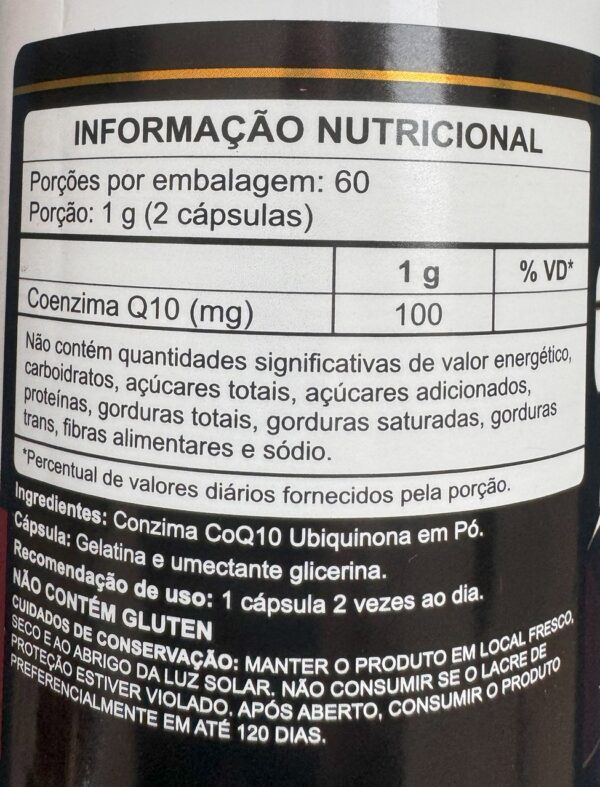 INFORMAÇÃO NUTRICIONAL
Porções por embalagem: 60
Porção: 1 g (2 cápsulas)
1 g % VD*
Coenzima Q10 (mg) 100
Não contém quantidades significativas de valor energético,
carboidratos, açúcares totais, açúcares adicionados,
proteínas, gorduras totais, gorduras saturadas, gorduras
trans, fibras alimentares e sódio.
*Percentual de valores diários fornecidos pela porção.
Ingredientes: Conzima CoQ10 Ubiquinona em Pó.
Cápsula: Gelatina e umectante glicerina.
Recomendação de uso: 1 cápsula 2 vezes ao dia.
NÃO CONTÉM GLUTEN
CUIDADOS DE CONSERVAÇÃO: MANTER O PRODUTO EM LOCAL FRESCO,
SECO E AO ABRIGO DA LUZ SOLAR. NÃO CONSUMIR SE O LACRE DE
PROTEÇÃO ESTIVER VIOLADO. APÓS ABERTO, CONSUMIR O PRODUTO
PREFERENCIALMENTE EM ATÉ 120 DIAS.